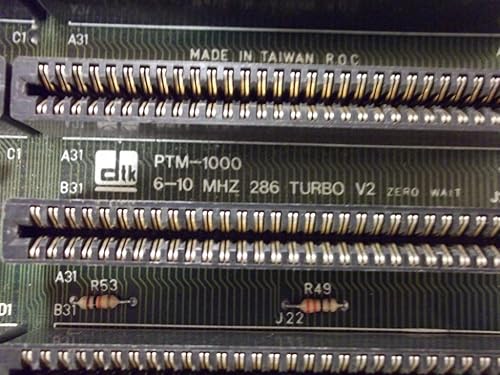 C1 A31
MADE IN TAIWAN R.O.C
C1 A31
dtk PTM-1000
B31 6-10 MHZ 286 TURBO V2 ZERO WAIT
A31
R53 R49
D1 B31
J22